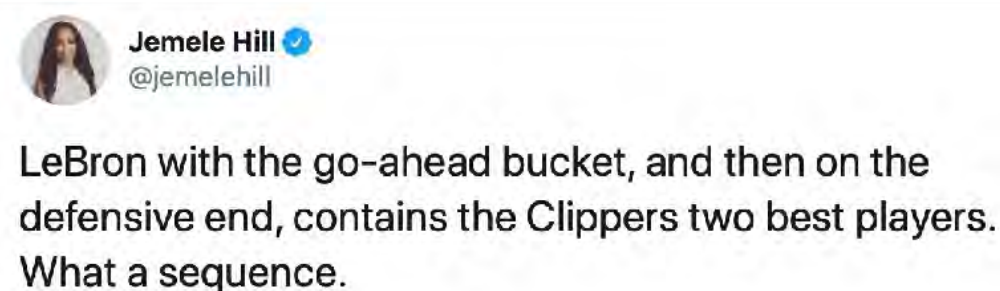 Jemele Hill
@jemelehill
LeBron with the go-ahead bucket, and then on the
defensive end, contains the Clippers two best players.
What a sequence.